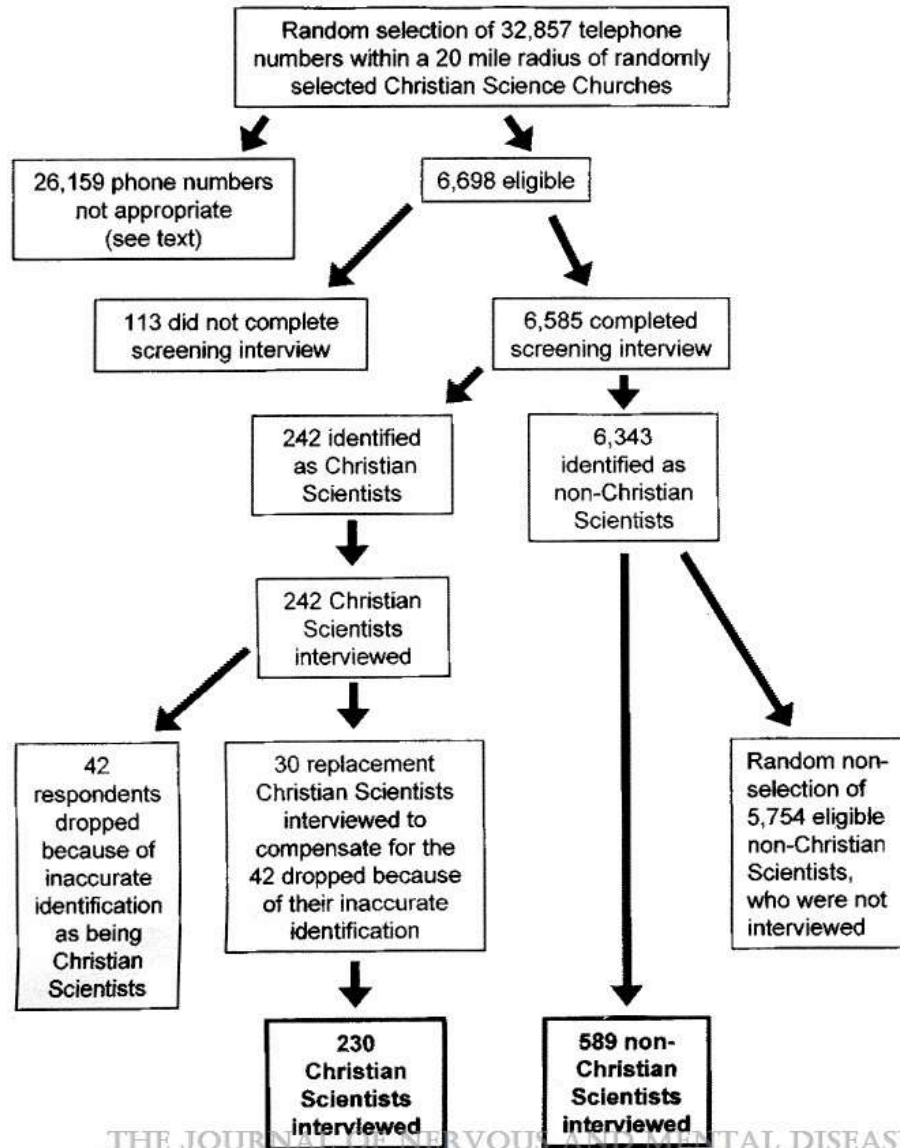 Random selection of 32,857 telephone
numbers within a 20 mile radius of randomly
selected Christian Science Churches
26,159 phone numbers
not appropriate
(see text)
6,698 eligible
113 did not complete
screening interview
6,585 completed
screening interview
242 identified
as Christian
Scientists
6,343
identified as
non-Christian
Scientists
242 Christian
Scientists
interviewed
42
respondents
dropped
because of
inaccurate
identification
as being
Christian
Scientists
30 replacement
Christian Scientists
interviewed to
compensate for the
42 dropped because
of their inaccurate
identification
Random non-
selection of
5,754 eligible
non-Christian
Scientists,
who were not
interviewed
230
Christian
Scientists
interviewed
589 non-
Christian
Scientists
interviewed
THE JOURNAL OF NERVOUS AND MENTAL DISEAS